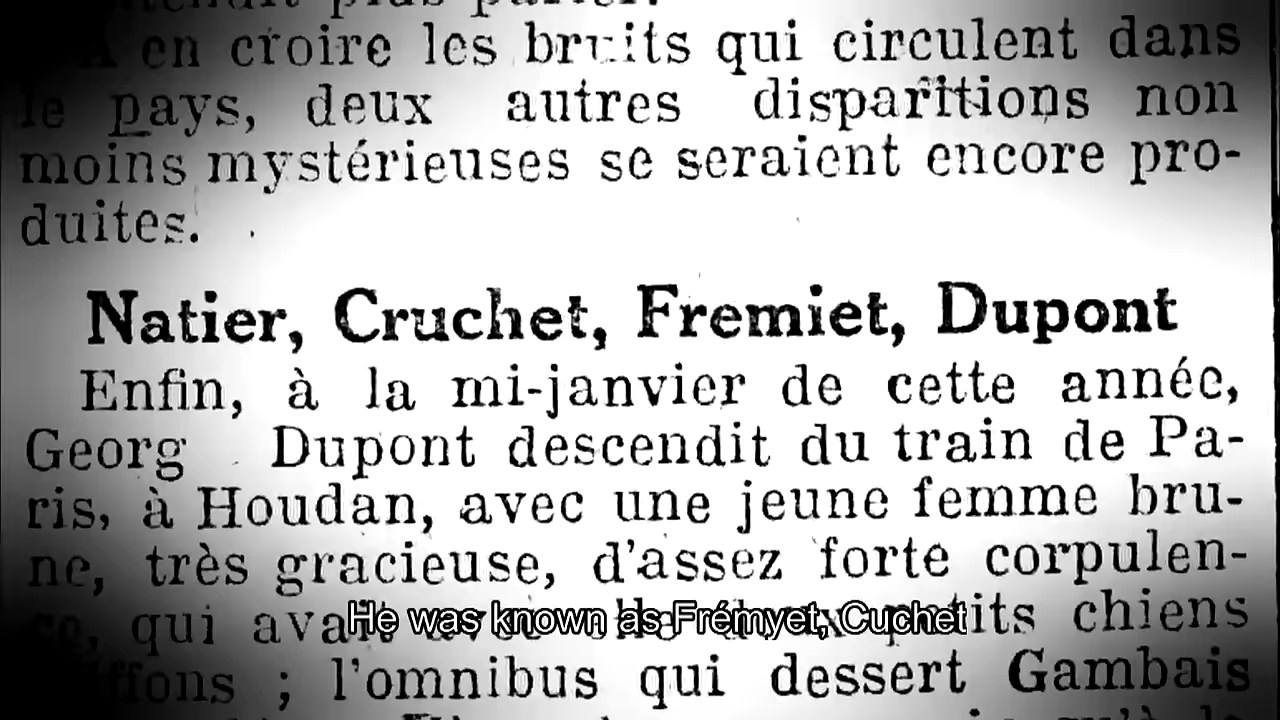 A en croire les bruits qui circulent dans
le pays, deux autres disparitions non
moins mystérieuses se seraient encore pro-
duites.
Natier, Cruchet, Fremiet, Dupont
Enfin, à la mi-janvier de cette année,
Georg Dupont descendit du train de Pa-
ris, à Houdan, avec une jeune femme bru-
ne, très gracieuse, d'assez forte corpulen-
ce, qui avait petits chiens
He was known as Frémyet, Cuchet
ffons ; l'omnibus qui dessert Gambais